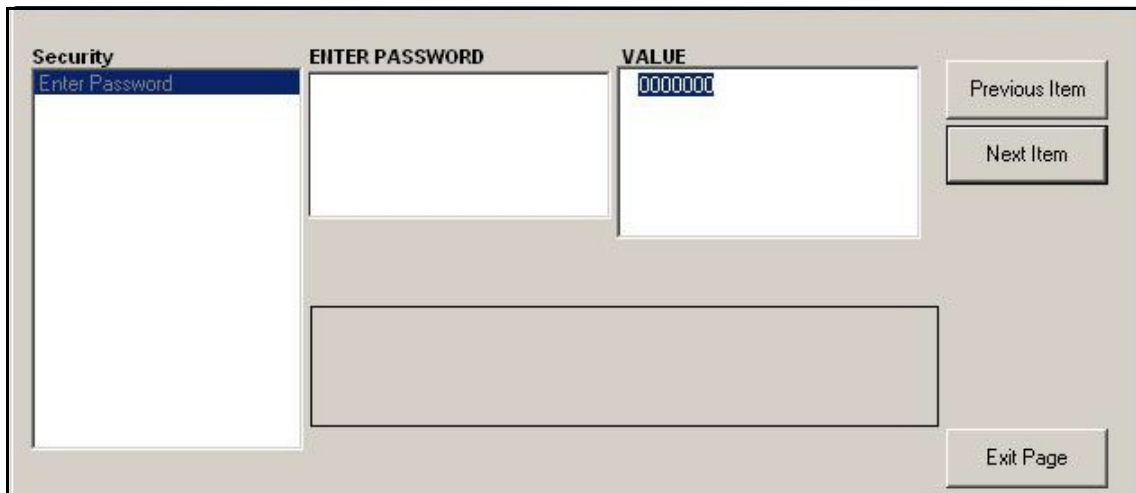 Security
Enter Password
ENTER PASSWORD
VALUE
0000000
Previous Item
Next Item
Exit Page